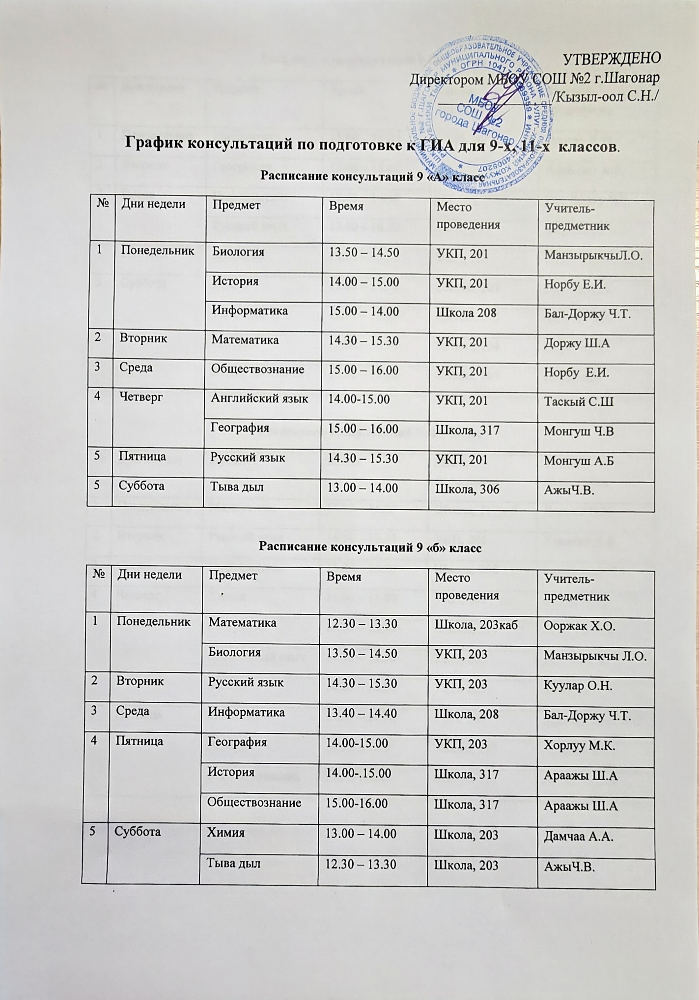 УТВЕРЖДЕНО
Директором МБОУ СОШ №2 г.Шагонар
/Кызыл-оол С.Н./
МБОУ
СОШ №2
города Шагонар
График консультаций по подготовке к ГИА для 9-х, 11-х классов.
Расписание консультаций 9 «А» класс
№ Дни недели Предмет Время Место проведения Учитель-предметник
1 Понедельник Биология 13.50 – 14.50 УКП, 201 МанзырыкчыЛ.О.
История 14.00 – 15.00 УКП, 201 Норбу Е.И.
Информатика 15.00 – 14.00 Школа 208 Бал-Доржу Ч.Т.
2 Вторник Математика 14.30 – 15.30 УКП, 201 Доржу Ш.А
3 Среда Обществознание 15.00 – 16.00 УКП, 201 Норбу Е.И.
4 Четверг Английский язык 14.00-15.00 УКП, 201 Таскый С.Ш
География 15.00 – 16.00 Школа, 317 Монгуш Ч.В
5 Пятница Русский язык 14.30 – 15.30 УКП, 201 Монгуш А.Б
5 Суббота Тыва дыл 13.00 – 14.00 Школа, 306 АжыЧ.В.
Расписание консультаций 9 «б» класс
№ Дни недели Предмет Время Место проведения Учитель-предметник
1 Понедельник Математика 12.30 – 13.30 Школа, 203каб Ооржак Х.О.
Биология 13.50 – 14.50 УКП, 203 Манзырыкчы Л.О.
2 Вторник Русский язык 14.30 – 15.30 УКП, 203 Куулар О.Н.
3 Среда Информатика 13.40 – 14.40 Школа, 208 Бал-Доржу Ч.Т.
4 Пятница География 14.00-15.00 УКП, 203 Хорлуу М.К.
История 14.00-.15.00 Школа, 317 Араажы Ш.А
Обществознание 15.00-16.00 Школа, 317 Араажы Ш.А
5 Суббота Химия 13.00 – 14.00 Школа, 203 Дамчаа А.А.
Тыва дыл 12.30 – 13.30 Школа, 203 АжыЧ.В.